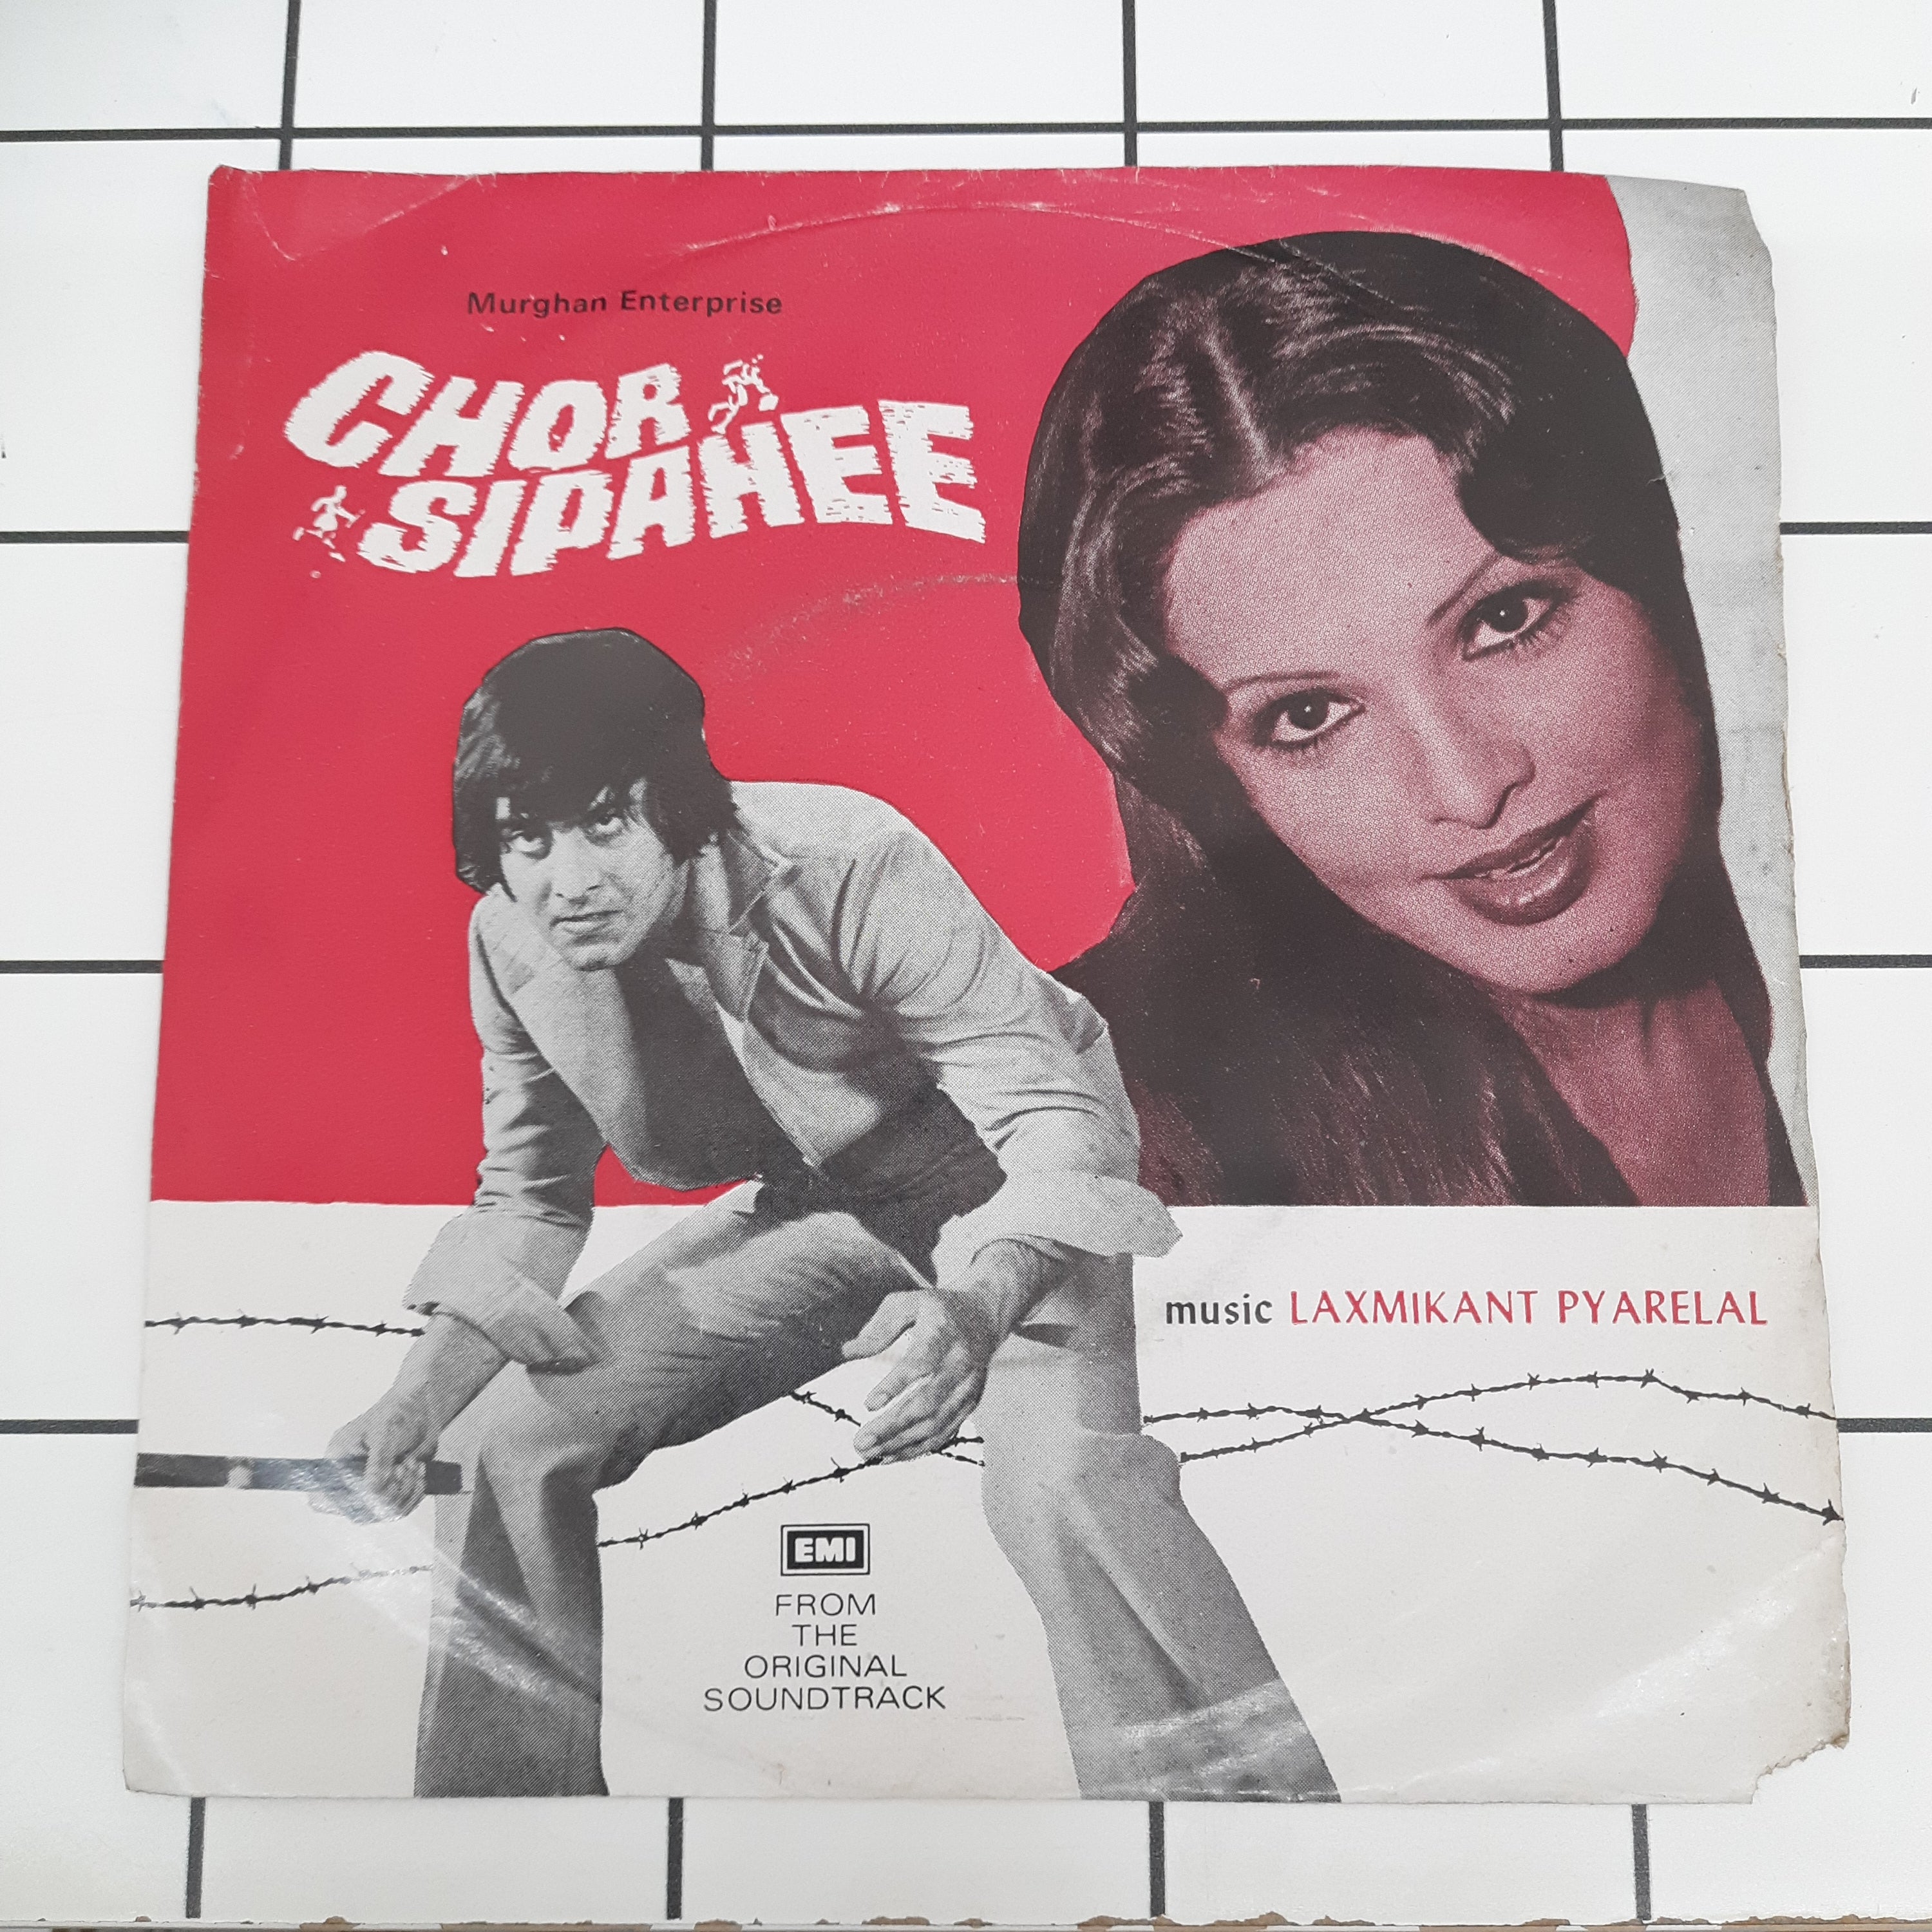 Murghan Enterprise
CHOR
SIPAHEE
music LAXMIKANT PYARELAL
EMI
FROM
THE
ORIGINAL
SOUNDTRACK